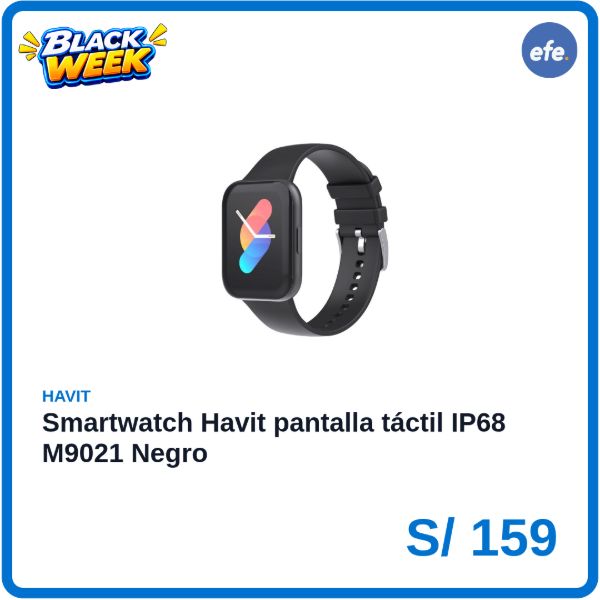 BLACK
WEEK
efe.
HAVIT
Smartwatch Havit pantalla táctil IP68
M9021 Negro
S/ 159